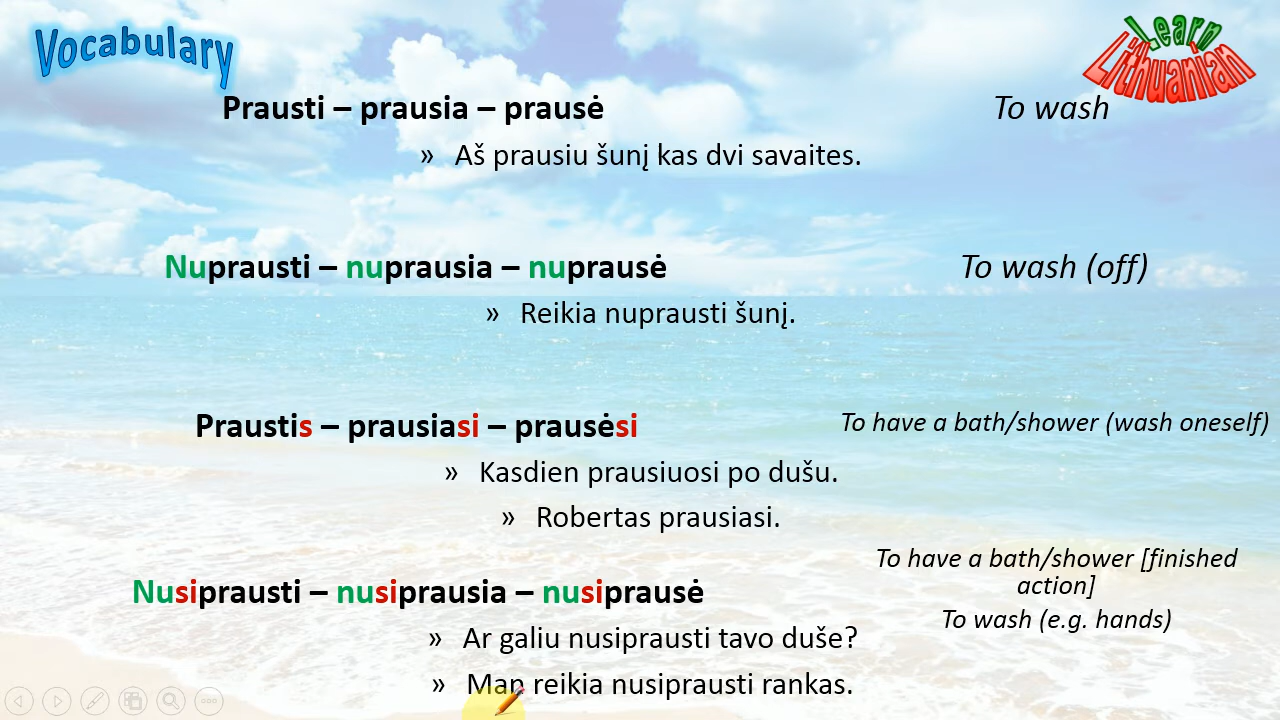 Vocabulary
Learn
Lithuanian
Prausti – prausia – prausė
To wash
» Aš prausiu šunį kas dvi savaites.
Nuprausti – nuprausia – nuprausė
To wash (off)
» Reikia nuprausti šunį.
Praustis – prausiasi – prausėsi
To have a bath/shower (wash oneself)
» Kasdien prausiuosi po dušu.
» Robertas prausiasi.
Nusiprausti – nusiprausia – nusiprausė
To have a bath/shower [finished
action]
To wash (e.g. hands)
» Ar galiu nusiprausti tavo duše?
» Man reikia nusiprausti rankas.